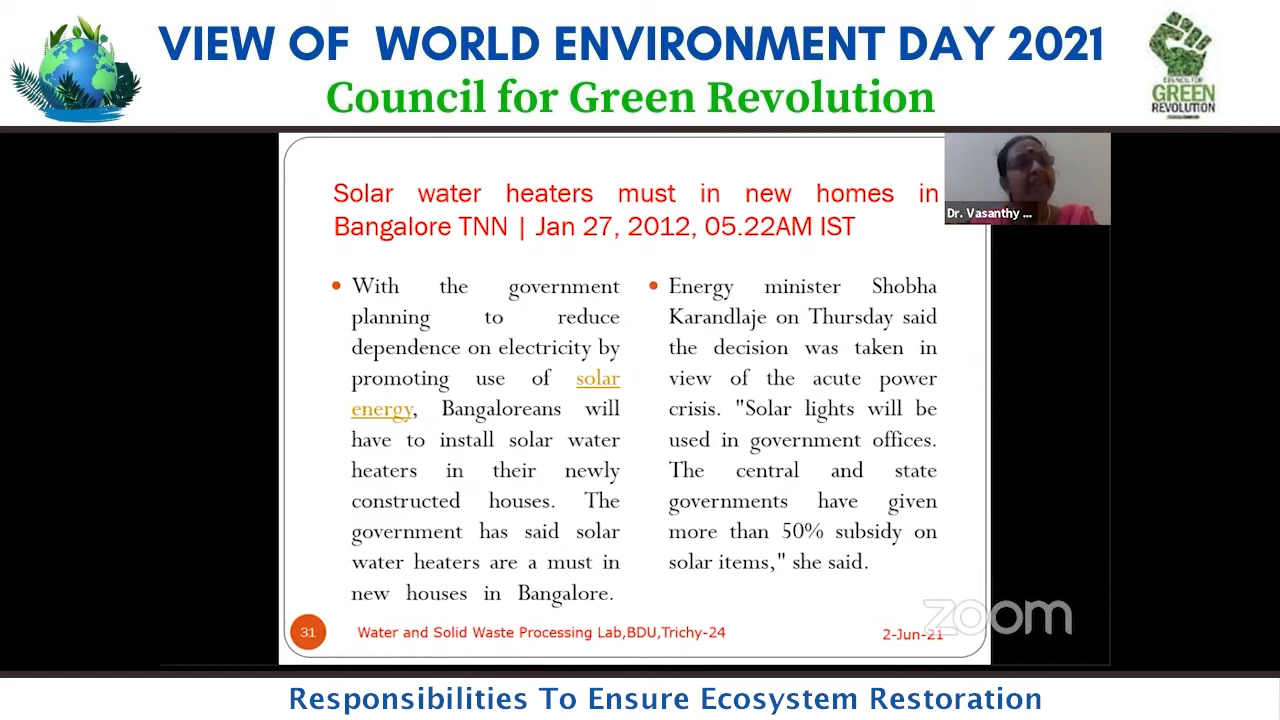 VIEW OF WORLD ENVIRONMENT DAY 2021
Council for Green Revolution
COUNCIL FOR
GREEN
REVOLUTION
Solar water heaters must in new homes in
Bangalore TNN | Jan 27, 2012, 05.22AM IST
Dr. Vasanthy ...
• With the government
planning to reduce
dependence on electricity by
promoting use of solar
energy, Bangaloreans will
have to install solar water
heaters in their newly
constructed houses. The
government has said solar
water heaters are a must in
new houses in Bangalore.
• Energy minister Shobha
Karandlaje on Thursday said
the decision was taken in
view of the acute power
crisis. "Solar lights will be
used in government offices.
The central and state
governments have given
more than 50% subsidy on
solar items," she said.
31
Water and Solid Waste Processing Lab,BDU,Trichy-24
2-Jun-21
zoom
Responsibilities To Ensure Ecosystem Restoration